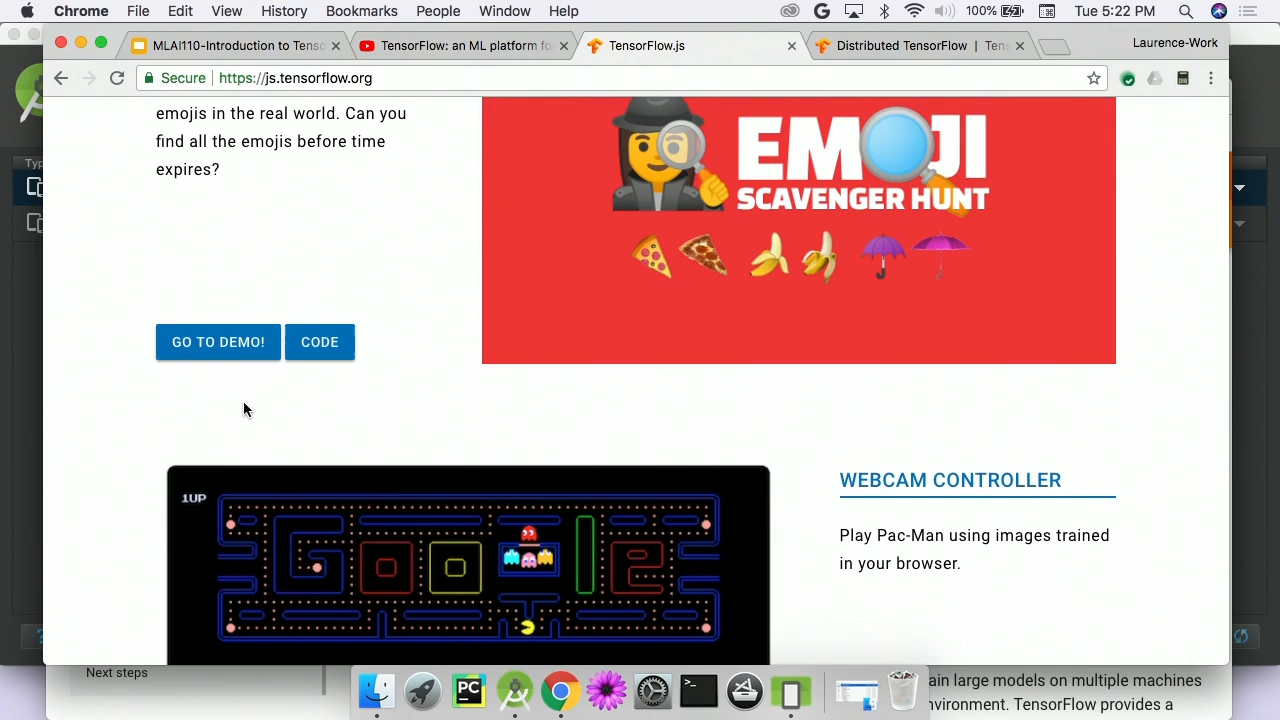 Chrome File Edit View History Bookmarks People Window Help 100% Tue 5:22 PM
MLAI110-Introduction to Tenso
TensorFlow: an ML platform fo
TensorFlow.js
Distributed TensorFlow | Tens
Laurence-Work
Secure https://js.tensorflow.org
Typ
emojis in the real world. Can you
find all the emojis before time
expires?
EMOJI
SCAVENGER HUNT
GO TO DEMO! CODE
1UP
WEBCAM CONTROLLER
Play Pac-Man using images trained
in your browser.
Next steps
PC
ain large models on multiple machines
nvironment. TensorFlow provides a